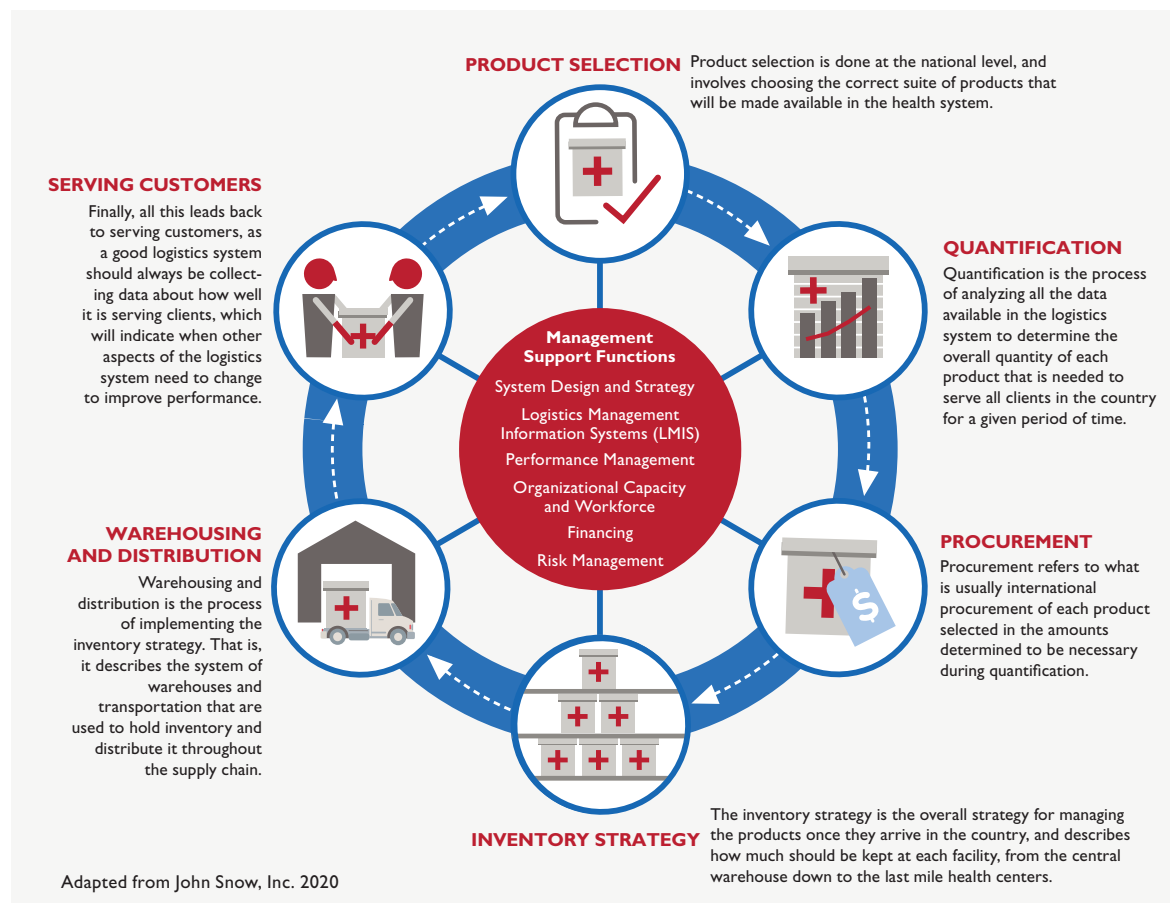 PRODUCT SELECTION
Product selection is done at the national level, and
involves choosing the correct suite of products that
will be made available in the health system.
QUANTIFICATION
Quantification is the process
of analyzing all the data
available in the logistics
system to determine the
overall quantity of each
product that is needed to
serve all clients in the country
for a given period of time.
PROCUREMENT
Procurement refers to what
is usually international
procurement of each product
selected in the amounts
determined to be necessary
during quantification.
$
INVENTORY STRATEGY
The inventory strategy is the overall strategy for managing
the products once they arrive in the country, and describes
how much should be kept at each facility, from the central
warehouse down to the last mile health centers.
WAREHOUSING
AND DISTRIBUTION
Warehousing and
distribution is the process
of implementing the
inventory strategy. That is,
it describes the system of
warehouses and
transportation that are
used to hold inventory and
distribute it throughout
the supply chain.
SERVING CUSTOMERS
Finally, all this leads back
to serving customers, as
a good logistics system
should always be collect-
ing data about how well
it is serving clients, which
will indicate when other
aspects of the logistics
system need to change
to improve performance.
Management
Support Functions
System Design and Strategy
Logistics Management
Information Systems (LMIS)
Performance Management
Organizational Capacity
and Workforce
Financing
Risk Management
Adapted from John Snow, Inc. 2020